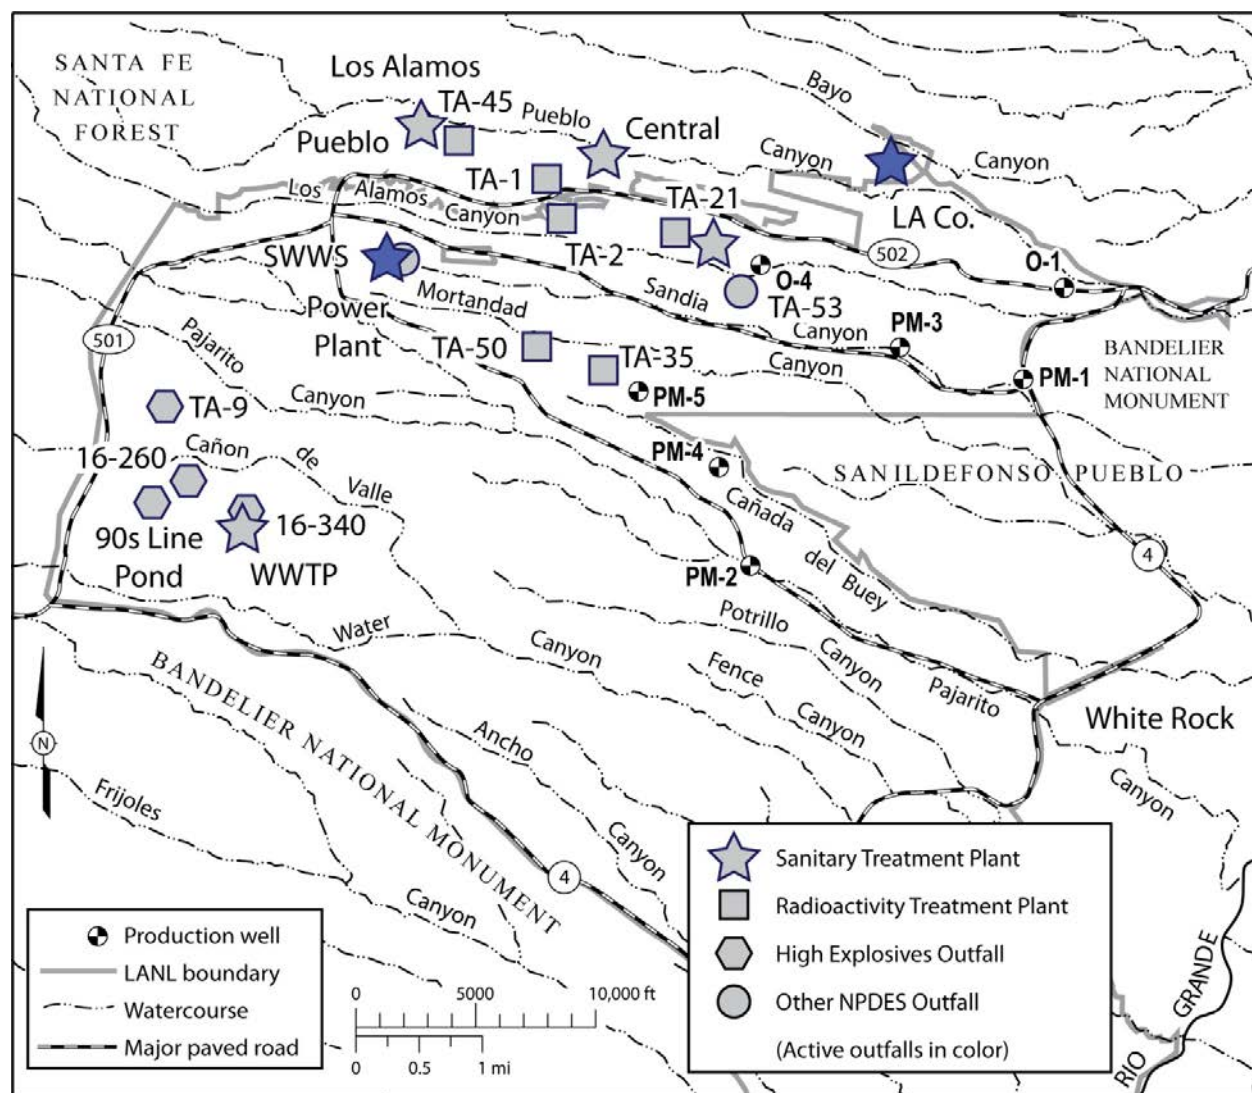 SANTA FE
NATIONAL
FOREST
Los Alamos
TA-45
Pueblo
Pueblo
Central
Bayo
Canyon
Canyon
TA-1
Los Alamos
Canyon
TA-21
LA Co.
502
O-1
SWWS
TA-2
O-4
TA-53
Mortandad
Sandia
Canyon
PM-3
Power
Plant
501
Pajarito
Canyon
TA-50
TA-35
Canyon
PM-5
PM-1
BANDELIER
NATIONAL
MONUMENT
TA-9
16-260
Cañon
de
Valle
PM-4
SANILDEFONSO PUEBLO
90s Line
Pond
16-340
WWTP
Cañada
del Buey
PM-2
4
Water
Canyon
Potrillo
Canyon
Fence
Canyon
Pajarito
White Rock
Canyon
BANDELIER NATIONAL MONUMENT
Ancho
Canyon
Frijoles
Canyon
4
RIO GRANDE
N
Production well
LANL boundary
Watercourse
Major paved road
0 5000 10,000 ft
0 0.5 1 mi
Sanitary Treatment Plant
Radioactivity Treatment Plant
High Explosives Outfall
Other NPDES Outfall
(Active outfalls in color)